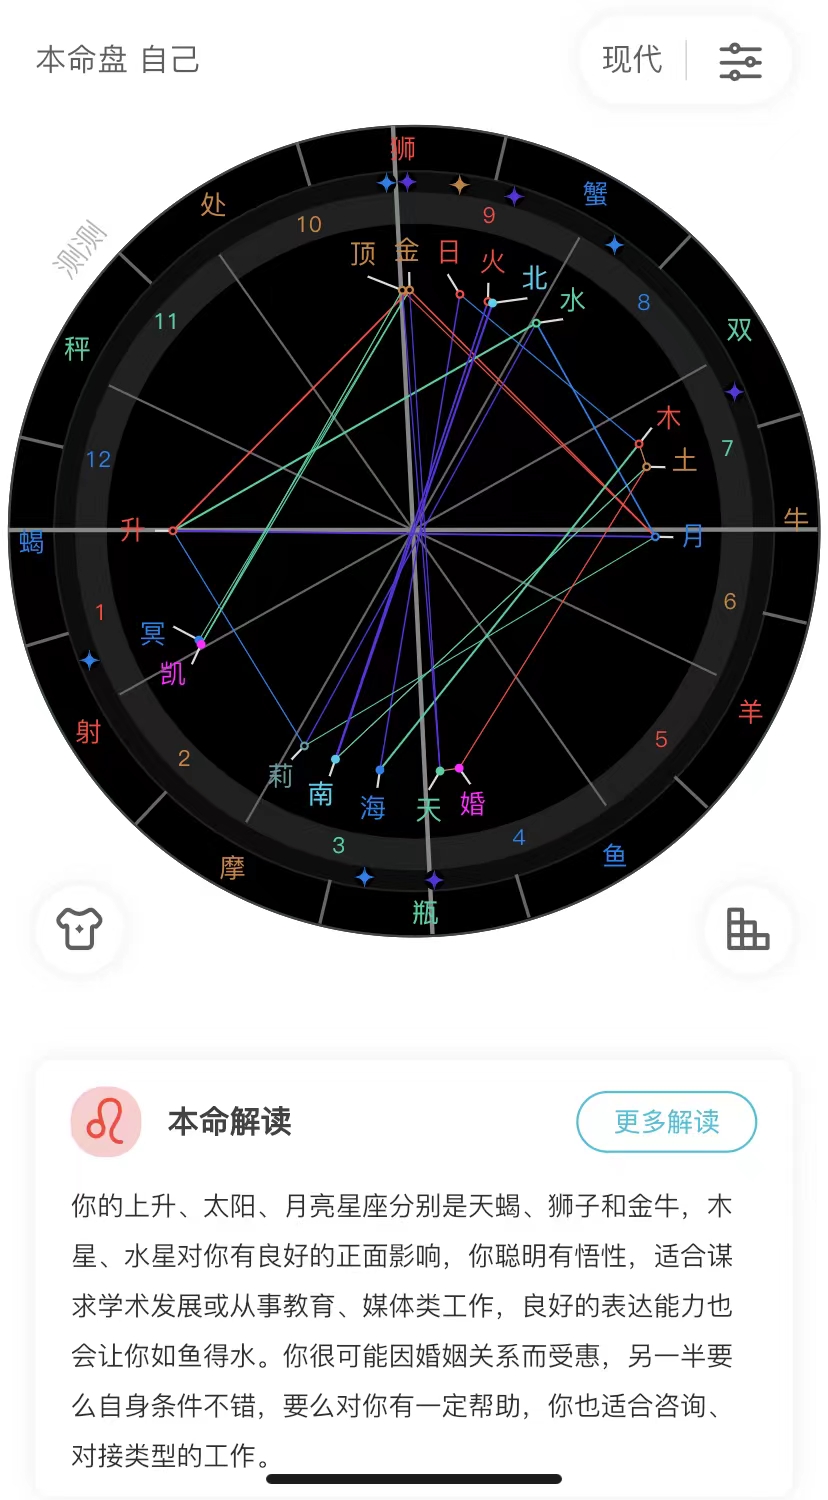 本命盘 自己
现代
测测
狮
处
蟹
10
9
顶
金
日
火
北
水
8
11
双
秤
木
7
土
12
升
月
牛
蝎
1
6
冥
凯
射
羊
2
5
莉
南
海
天
婚
3
4
摩
鱼
瓶
本命解读
更多解读
你的上升、太阳、月亮星座分别是天蝎、狮子和金牛，木
星、水星对你有良好的正面影响，你聪明有悟性，适合谋
求学术发展或从事教育、媒体类工作，良好的表达能力也
会让你如鱼得水。你很可能因婚姻关系而受惠，另一半要
么自身条件不错，要么对你有一定帮助，你也适合咨询、
对接类型的工作。